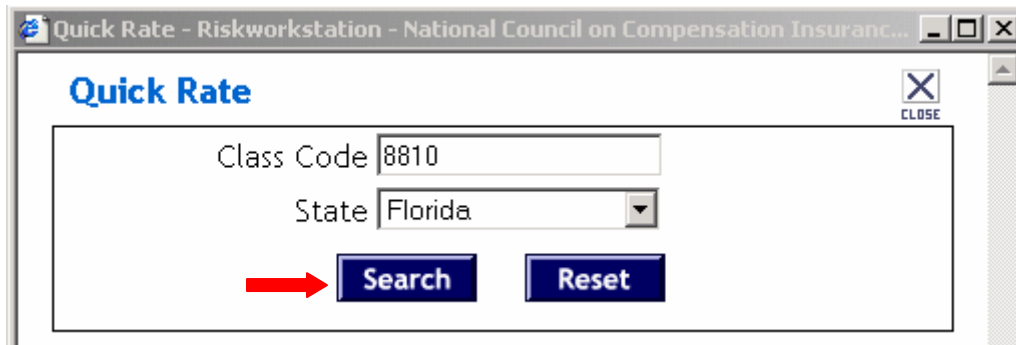 Quick Rate - Riskworkstation - National Council on Compensation Insuranc...
Quick Rate
CLOSE
Class Code 8810
State Florida
Search Reset